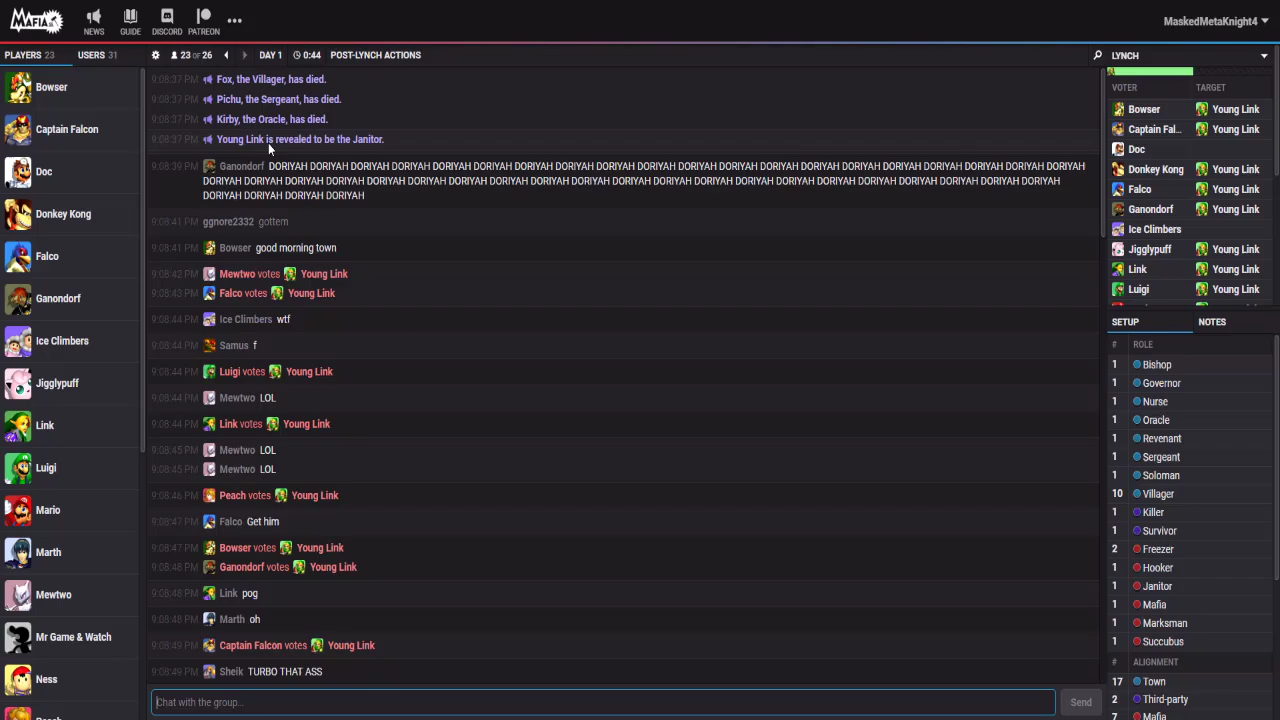 MAFIA
NEWS
GUIDE
DISCORD
PATREON
MaskedMetaKnight4
PLAYERS 23
USERS 31
23 of 26
DAY 1
0:44
POST-LYNCH ACTIONS
Bowser
Captain Falcon
Doc
Donkey Kong
Falco
Ganondorf
Ice Climbers
Jigglypuff
Link
Luigi
Mario
Marth
Mewtwo
Mr Game & Watch
Ness
9:08:37 PM Fox, the Villager, has died.
9:08:37 PM Pichu, the Sergeant, has died.
9:08:37 PM Kirby, the Oracle, has died.
9:08:37 PM Young Link is revealed to be the Janitor.
9:08:39 PM Ganondorf DORIYAH DORIYAH DORIYAH DORIYAH DORIYAH DORIYAH DORIYAH DORIYAH DORIYAH DORIYAH DORIYAH DORIYAH DORIYAH DORIYAH DORIYAH DORIYAH DORIYAH DORIYAH DORIYAH DORIYAH
DORIYAH DORIYAH DORIYAH DORIYAH DORIYAH DORIYAH DORIYAH DORIYAH DORIYAH DORIYAH DORIYAH DORIYAH DORIYAH DORIYAH DORIYAH DORIYAH DORIYAH DORIYAH DORIYAH DORIYAH DORIYAH
DORIYAH DORIYAH DORIYAH DORIYAH
9:08:41 PM ggnore2332 gottem
9:08:41 PM Bowser good morning town
9:08:42 PM Mewtwo votes Young Link
9:08:43 PM Falco votes Young Link
9:08:44 PM Ice Climbers wtf
9:08:44 PM Samus f
9:08:44 PM Luigi votes Young Link
9:08:44 PM Mewtwo LOL
9:08:44 PM Link votes Young Link
9:08:45 PM Mewtwo LOL
9:08:45 PM Mewtwo LOL
9:08:46 PM Peach votes Young Link
9:08:47 PM Falco Get him
9:08:47 PM Bowser votes Young Link
9:08:48 PM Ganondorf votes Young Link
9:08:48 PM Link pog
9:08:48 PM Marth oh
9:08:49 PM Captain Falcon votes Young Link
9:08:49 PM Sheik TURBO THAT ASS
Chat with the group...
Send
LYNCH
VOTER TARGET
Bowser Young Link
Captain Fal... Young Link
Doc
Donkey Kong Young Link
Falco Young Link
Ganondorf Young Link
Ice Climbers
Jigglypuff Young Link
Link Young Link
Luigi Young Link
SETUP NOTES
# ROLE
1 Bishop
1 Governor
1 Nurse
1 Oracle
1 Revenant
1 Sergeant
1 Soloman
10 Villager
1 Killer
1 Survivor
2 Freezer
1 Hooker
1 Janitor
1 Mafia
1 Marksman
1 Succubus
# ALIGNMENT
17 Town
2 Third-party
7 Mafia